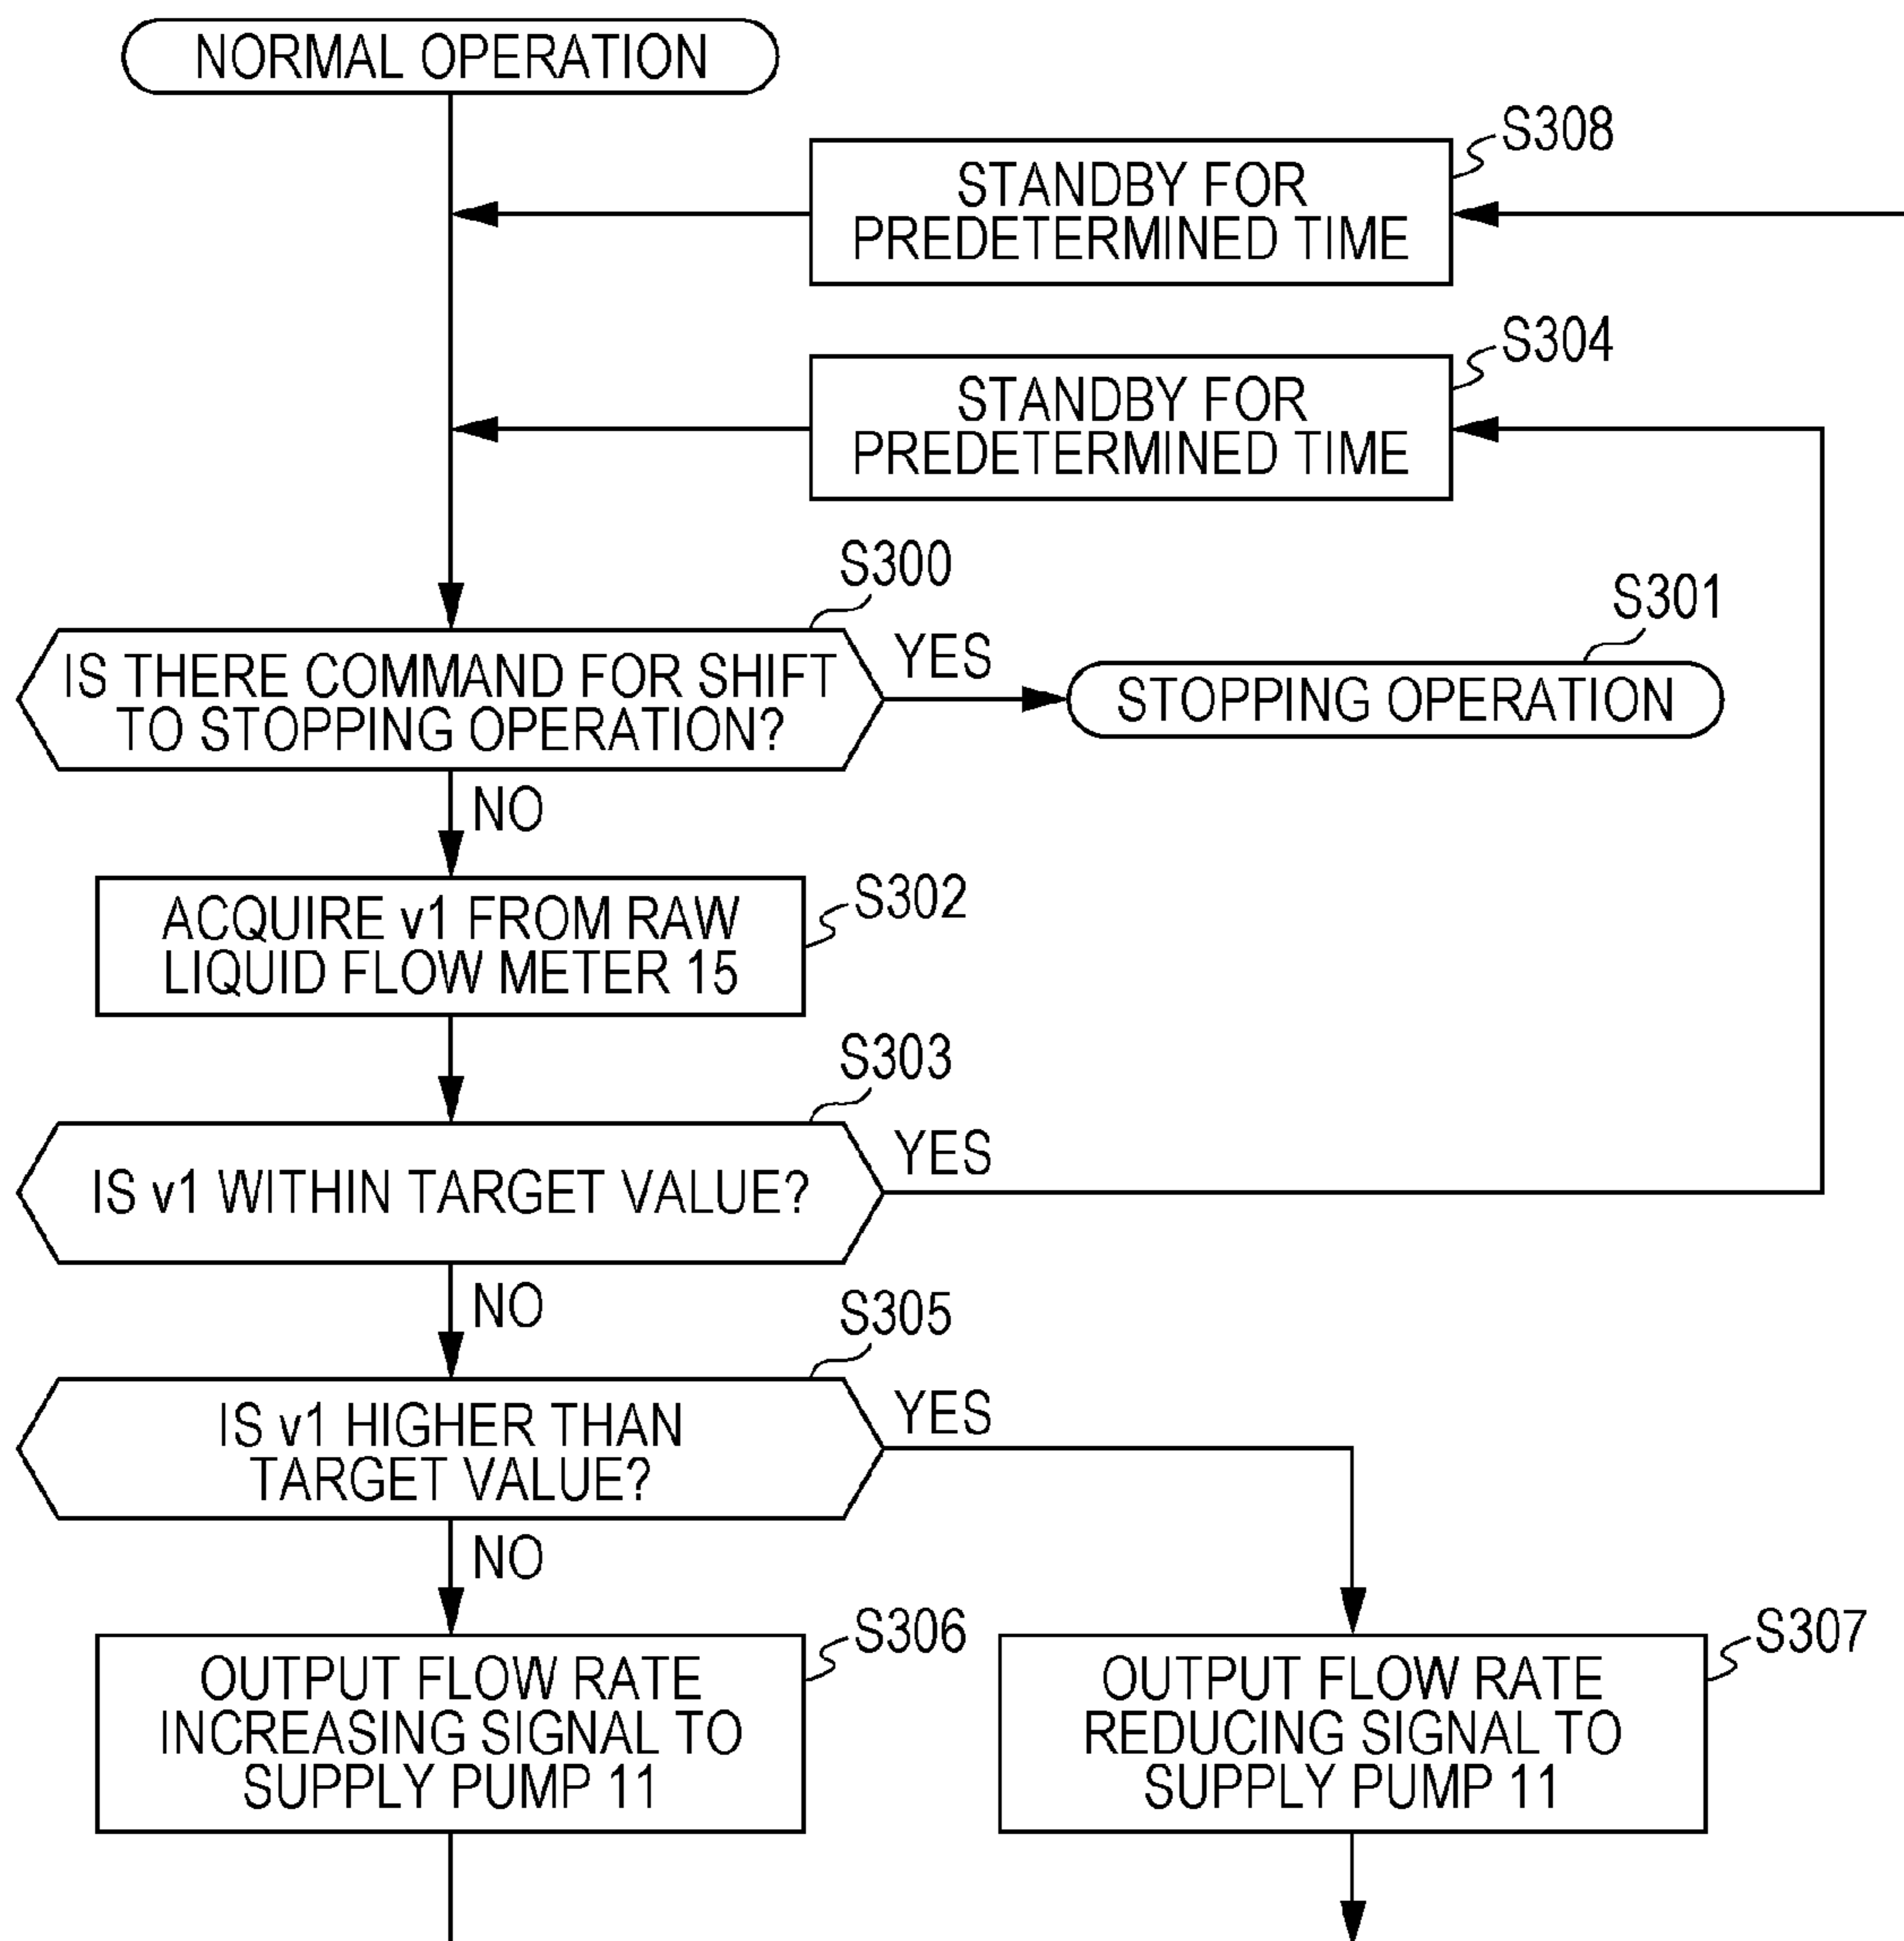 NORMAL OPERATION
S308
STANDBY FOR
PREDETERMINED TIME
S304
STANDBY FOR
PREDETERMINED TIME
S300
IS THERE COMMAND FOR SHIFT
TO STOPPING OPERATION?
YES
S301
STOPPING OPERATION
NO
S302
ACQUIRE v1 FROM RAW
LIQUID FLOW METER 15
S303
IS v1 WITHIN TARGET VALUE?
YES
NO
S305
IS v1 HIGHER THAN
TARGET VALUE?
YES
NO
S306
OUTPUT FLOW RATE
INCREASING SIGNAL TO
SUPPLY PUMP 11
S307
OUTPUT FLOW RATE
REDUCING SIGNAL TO
SUPPLY PUMP 11